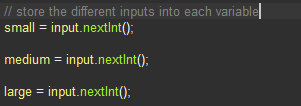 // store the different inputs into each variable
small = input.nextInt();
medium = input.nextInt();
large = input.nextInt();